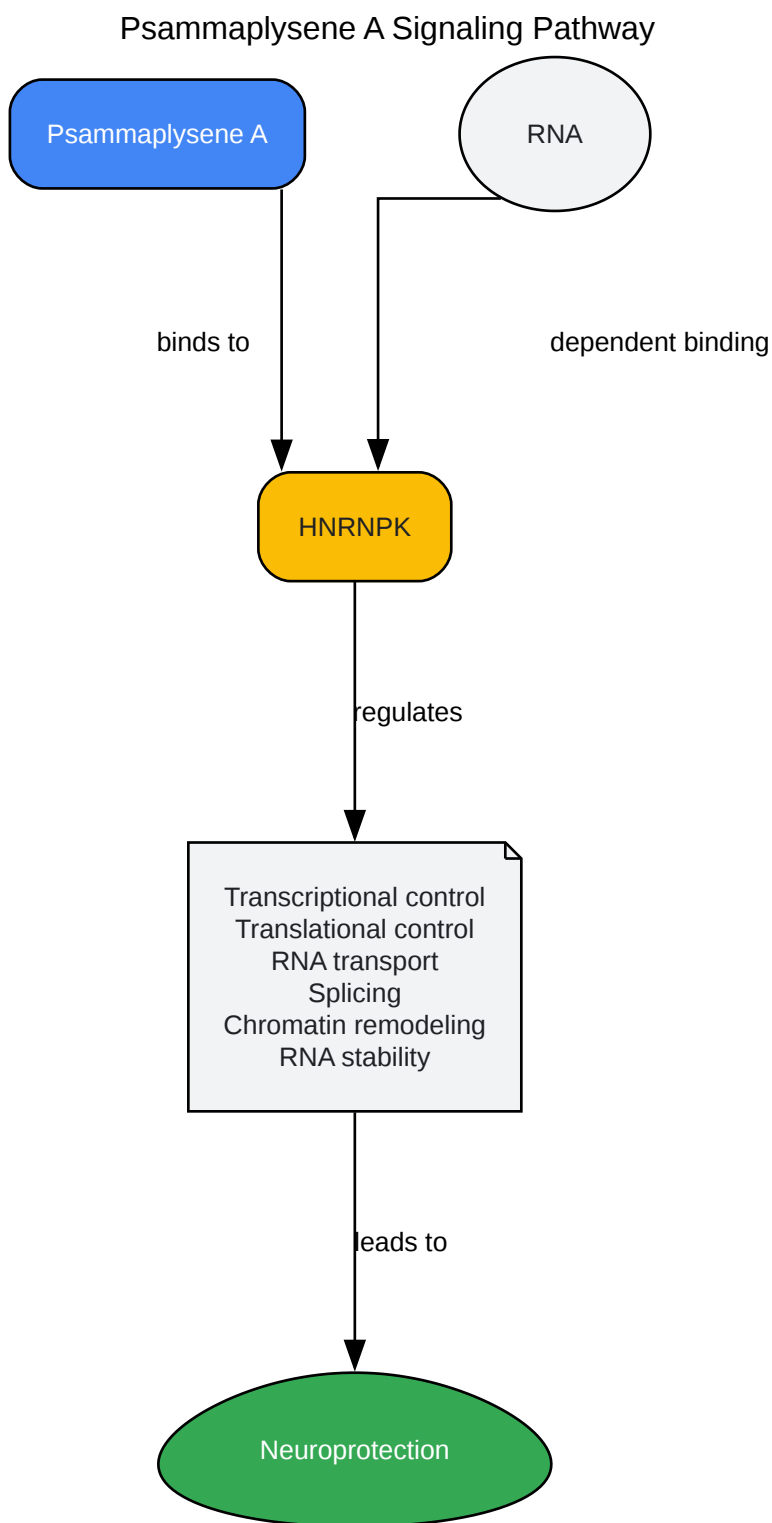 Psammaplysene A Signaling Pathway
Psammaplysene A
RNA
binds to
dependent binding
HNRNPK
regulates
Transcriptional control
Translational control
RNA transport
Splicing
Chromatin remodeling
RNA stability
leads to
Neuroprotection